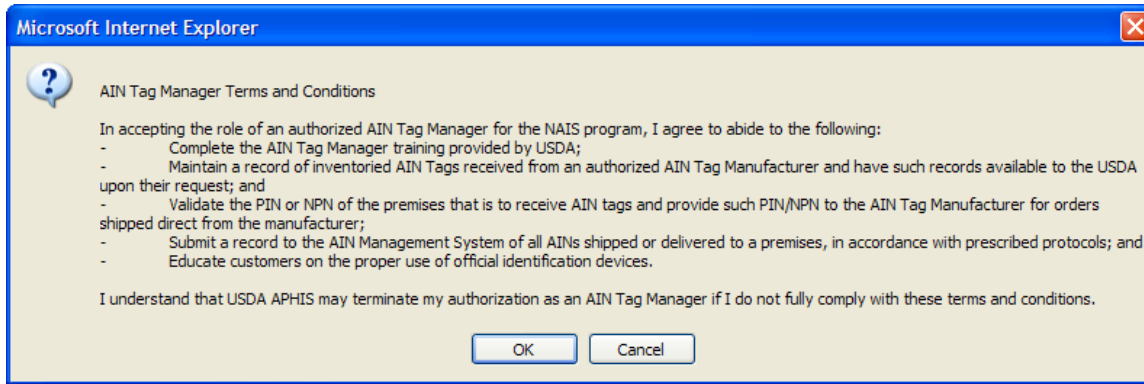 Microsoft Internet Explorer
AIN Tag Manager Terms and Conditions
In accepting the role of an authorized AIN Tag Manager for the NAIS program, I agree to abide to the following:
- Complete the AIN Tag Manager training provided by USDA;
- Maintain a record of inventoried AIN Tags received from an authorized AIN Tag Manufacturer and have such records available to the USDA
upon their request; and
- Validate the PIN or NPN of the premises that is to receive AIN tags and provide such PIN/NPN to the AIN Tag Manufacturer for orders
shipped direct from the manufacturer;
- Submit a record to the AIN Management System of all AINs shipped or delivered to a premises, in accordance with prescribed protocols; and
- Educate customers on the proper use of official identification devices.
I understand that USDA APHIS may terminate my authorization as an AIN Tag Manager if I do not fully comply with these terms and conditions.
OK Cancel